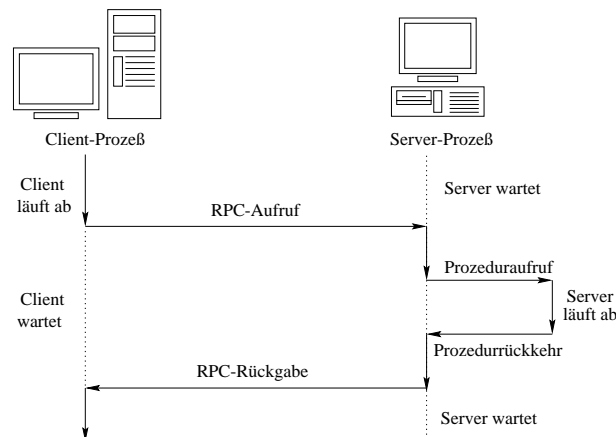 Client-Prozeß
Server-Prozeß
Client
läuft ab
Server wartet
RPC-Aufruf
Prozeduraufruf
Client
wartet
Server
läuft ab
Prozedurrückkehr
RPC-Rückgabe
Server wartet